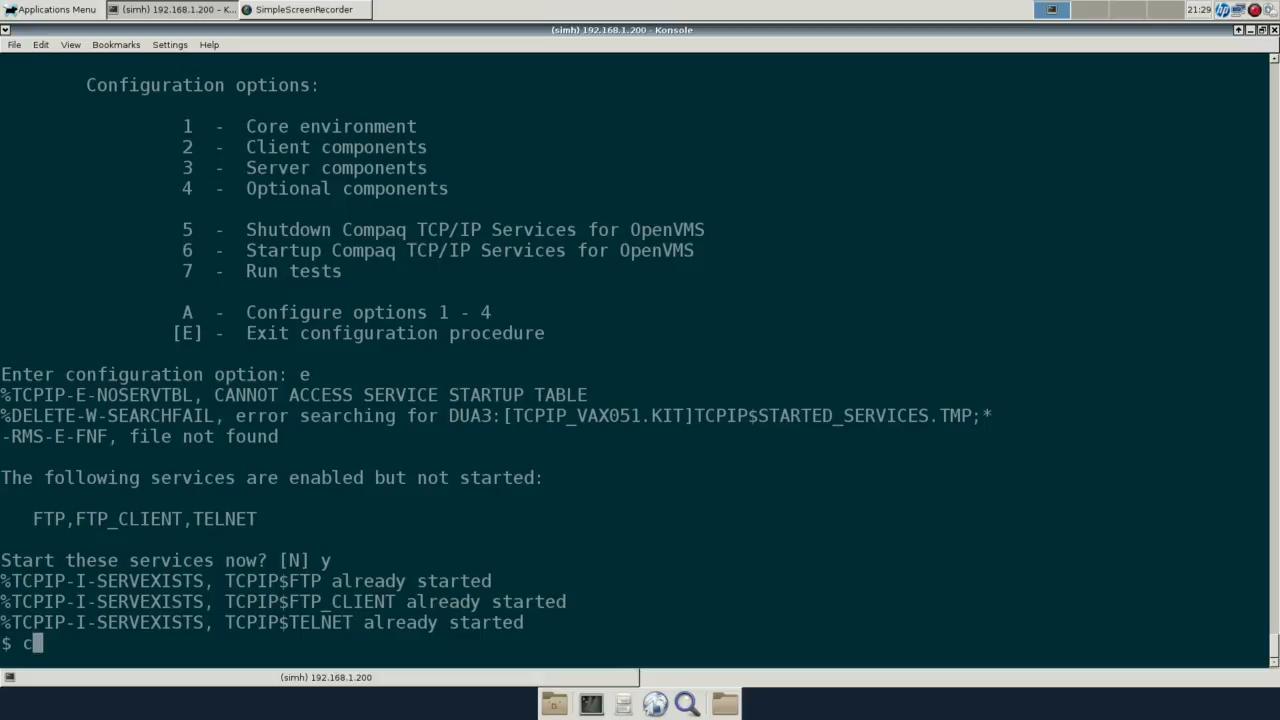 Applications Menu
(simh) 192.168.1.200 - K...
SimpleScreenRecorder
21:29
(simh) 192.168.1.200 - Konsole
File Edit View Bookmarks Settings Help
Configuration options:
1 - Core environment
2 - Client components
3 - Server components
4 - Optional components
5 - Shutdown Compaq TCP/IP Services for OpenVMS
6 - Startup Compaq TCP/IP Services for OpenVMS
7 - Run tests
A - Configure options 1 - 4
[E] - Exit configuration procedure
Enter configuration option: e
%TCPIP-E-NOSERVTBL, CANNOT ACCESS SERVICE STARTUP TABLE
%DELETE-W-SEARCHFAIL, error searching for DUA3:[TCPIP_VAX051.KIT]TCPIP$STARTED_SERVICES.TMP;*
-RMS-E-FNF, file not found
The following services are enabled but not started:
FTP,FTP_CLIENT,TELNET
Start these services now? [N] y
%TCPIP-I-SERVEXISTS, TCPIP$FTP already started
%TCPIP-I-SERVEXISTS, TCPIP$FTP_CLIENT already started
%TCPIP-I-SERVEXISTS, TCPIP$TELNET already started
$ c
(simh) 192.168.1.200